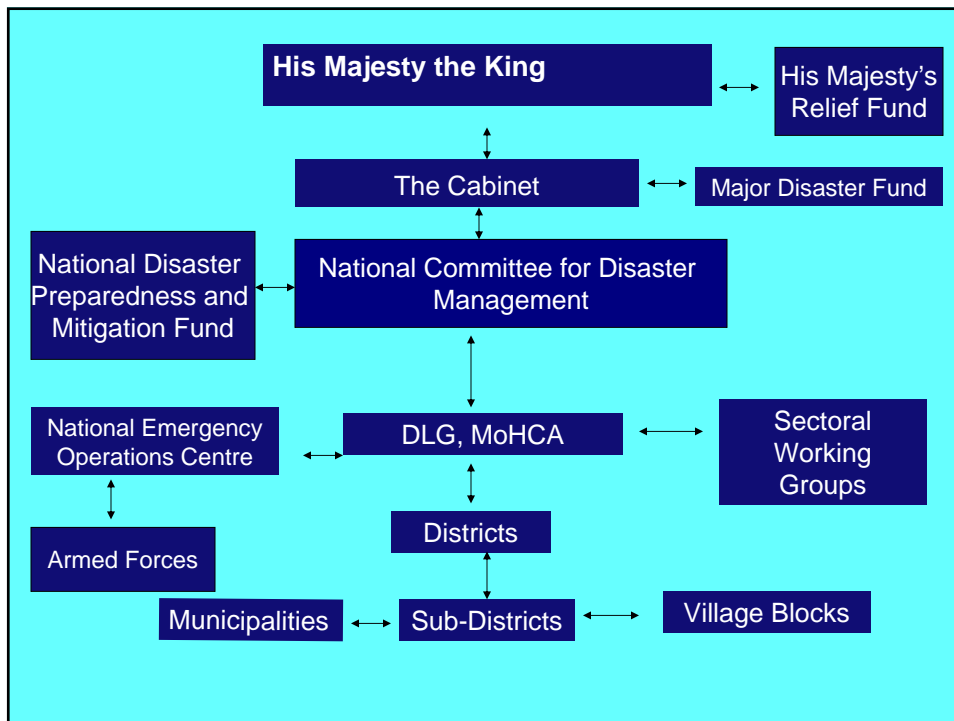 His Majesty the King
His Majesty’s
Relief Fund
The Cabinet
Major Disaster Fund
National Disaster
Preparedness and
Mitigation Fund
National Committee for Disaster
Management
National Emergency
Operations Centre
DLG, MoHCA
Sectoral
Working
Groups
Armed Forces
Districts
Municipalities
Sub-Districts
Village Blocks